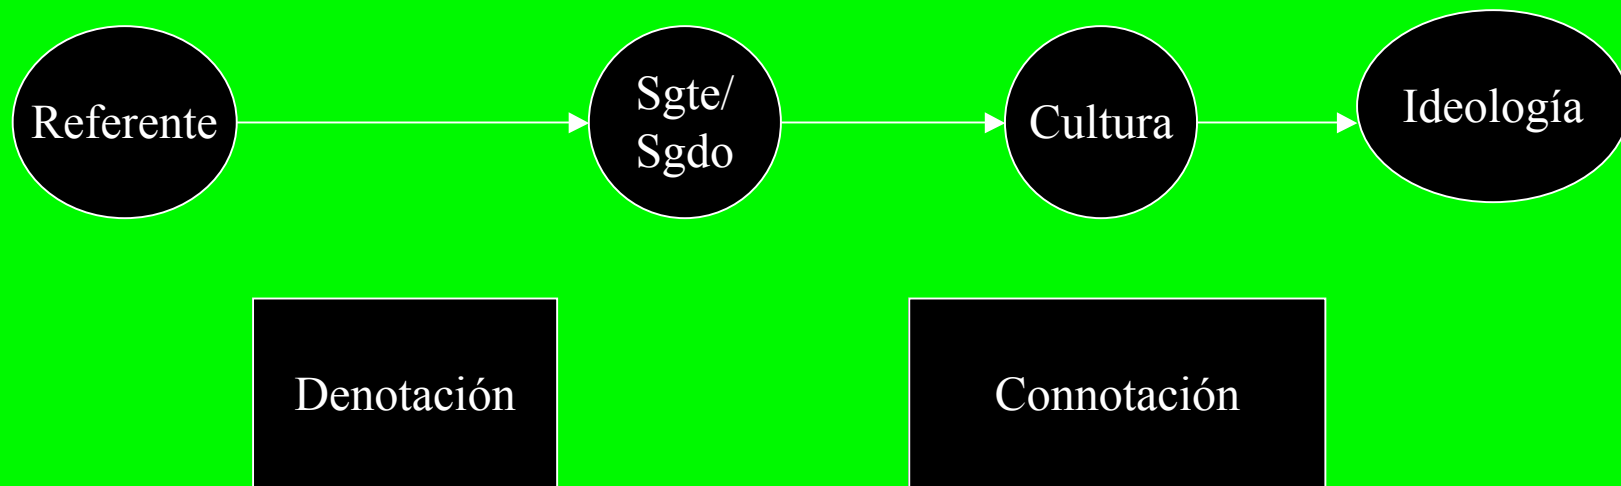 Referente
Sgte/
Sgdo
Cultura
Ideología
Denotación
Connotación